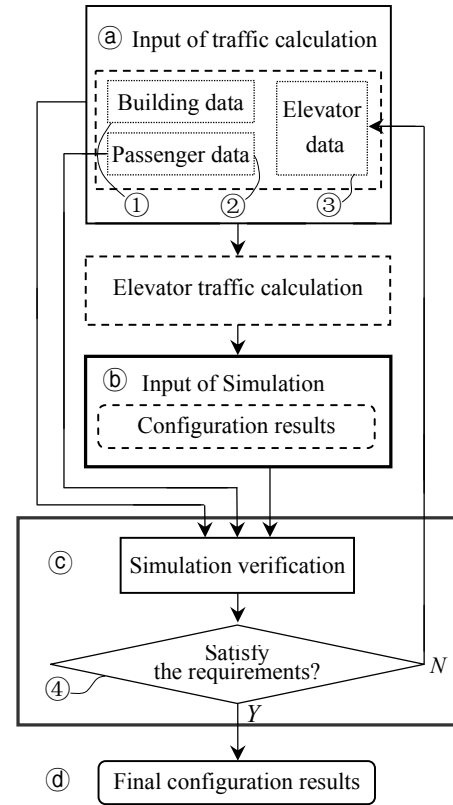 ⓐ Input of traffic calculation
Building data
Passenger data
Elevator
data
① ② ③
Elevator traffic calculation
ⓑ Input of Simulation
Configuration results
ⓒ Simulation verification
Satisfy
the requirements?
④ N
Y
ⓓ Final configuration results